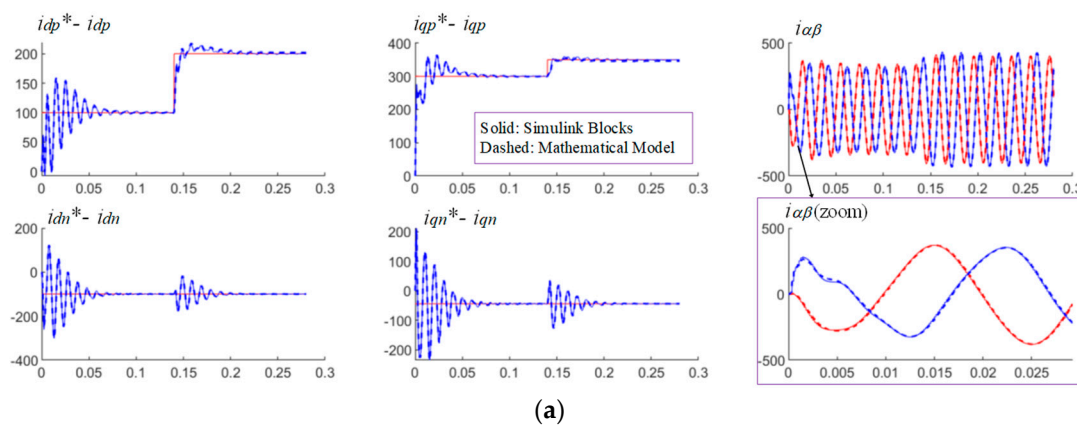 idp*- idp
200
150
100
50
0
0 0.05 0.1 0.15 0.2 0.25 0.3
iqp*- iqp
400
300
200
100
0
0 0.05 0.1 0.15 0.2 0.25 0.3
Solid: Simulink Blocks
Dashed: Mathematical Model
iαβ
500
0
-500
0 0.05 0.1 0.15 0.2 0.25 0.3
idn*- idn
200
0
-200
-400
0 0.05 0.1 0.15 0.2 0.25 0.3
iqn*- iqn
200
100
0
-100
-200
0 0.05 0.1 0.15 0.2 0.25 0.3
iαβ(zoom)
500
0
-500
0 0.005 0.01 0.015 0.02 0.025
(a)